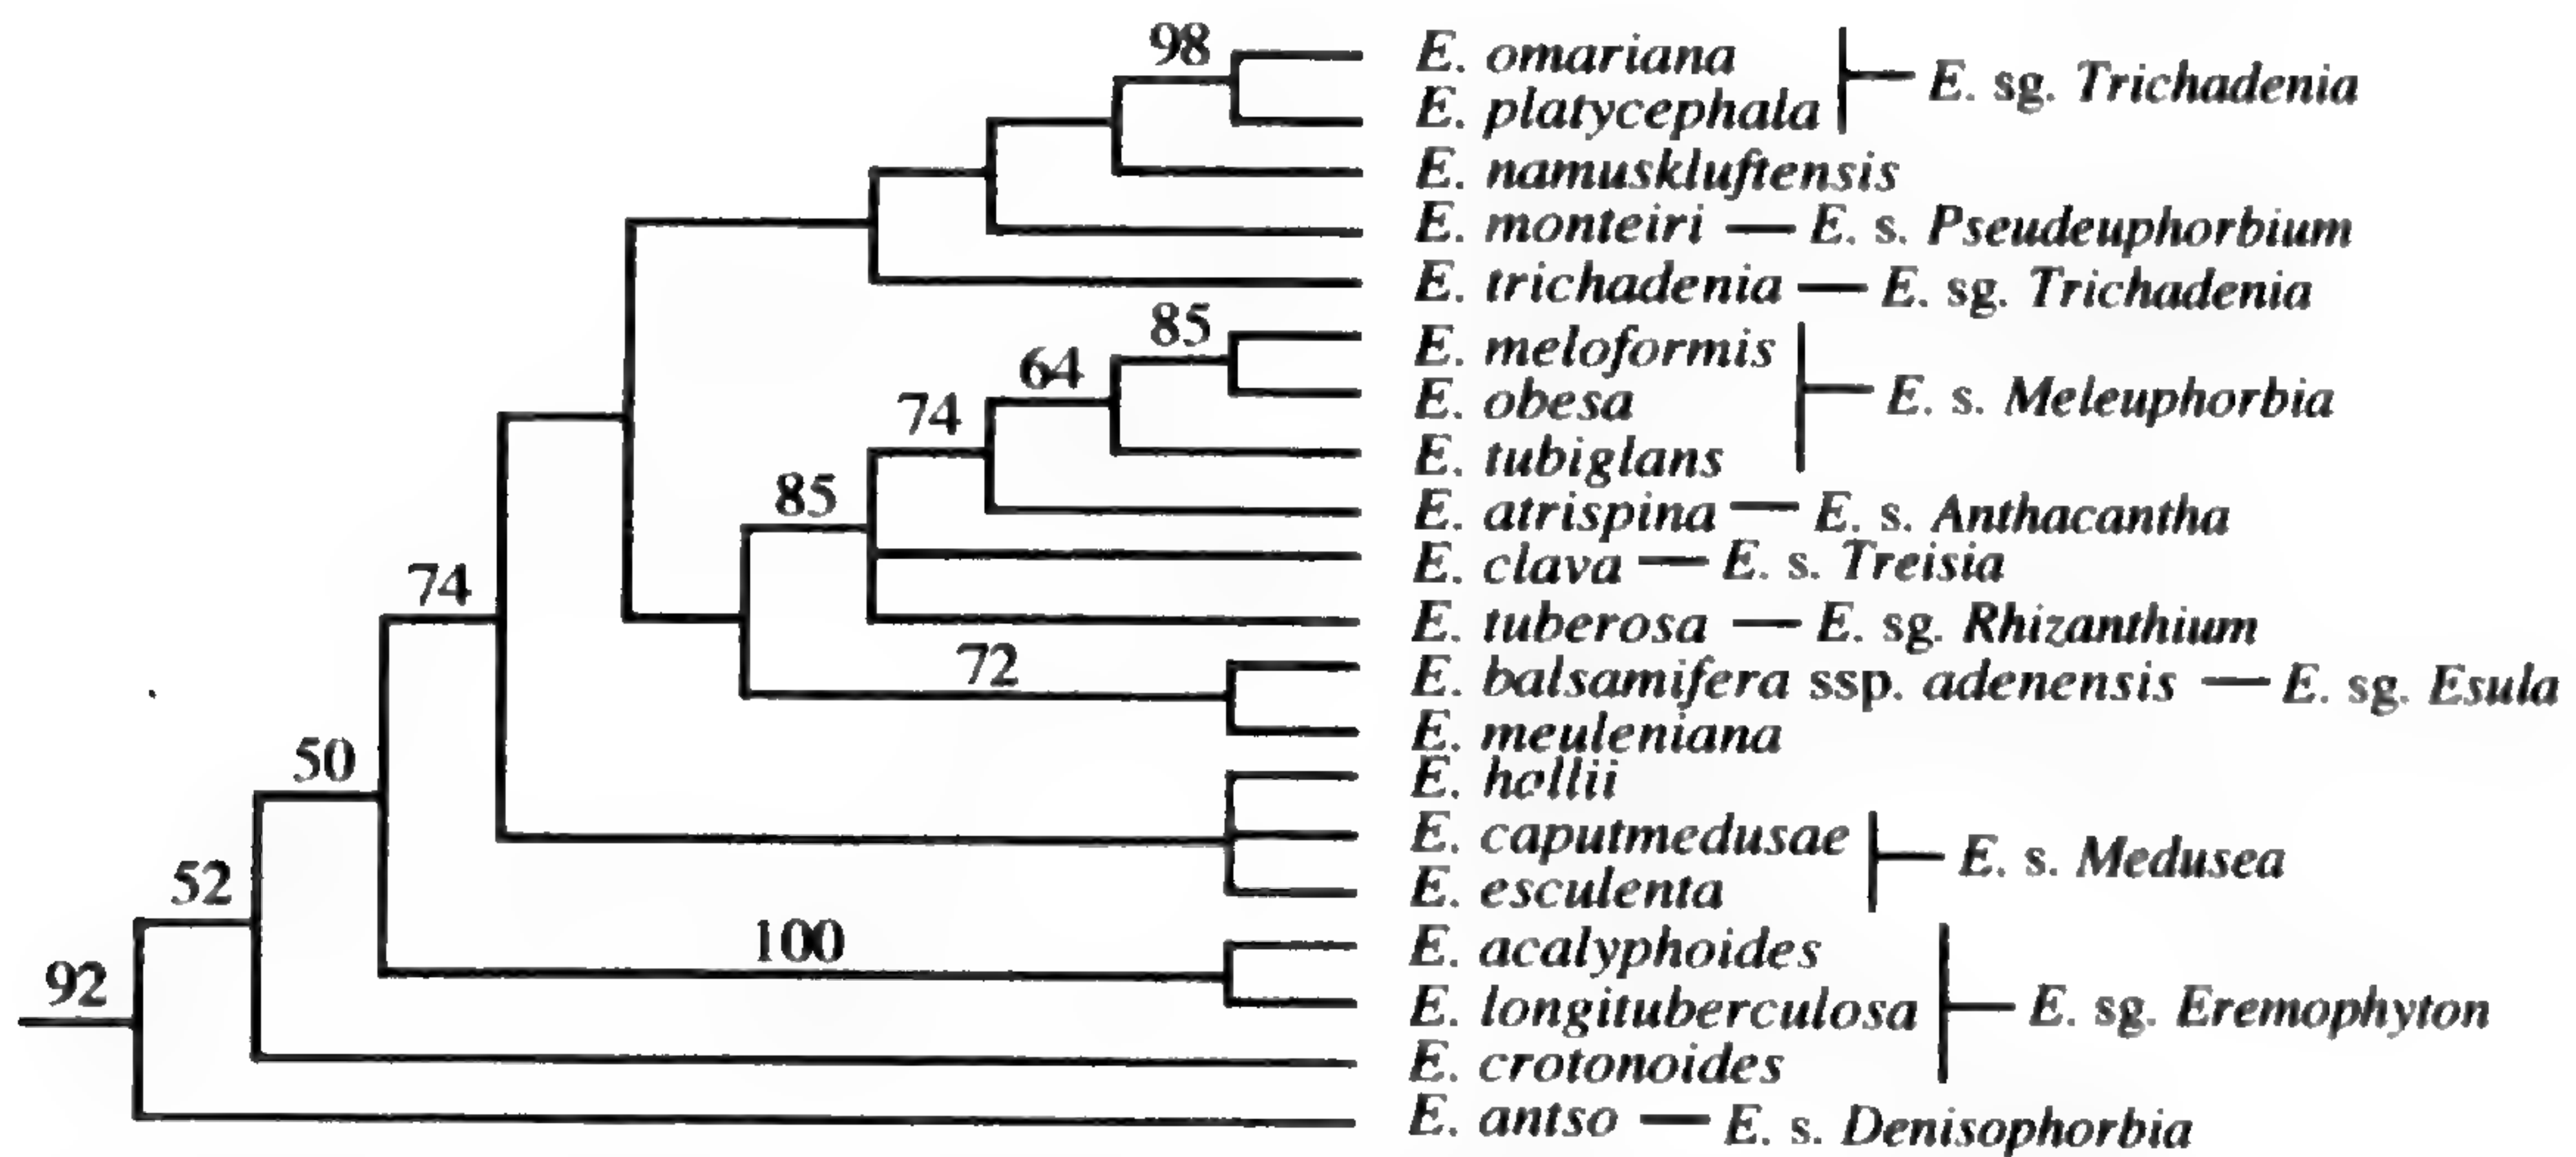 98
E. omariana
E. platycephala
E. sg. Trichadenia
E. namuskluftensis
E. monteiri — E. s. Pseudeuphorbium
E. trichadenia — E. sg. Trichadenia
85
E. meloformis
64
E. obesa
E. s. Meleuphorbia
74
E. tubiglans
85
E. atrispina — E. s. Anthacantha
E. clava — E. s. Treisia
74
E. tuberosa — E. sg. Rhizanthium
72
E. balsamifera ssp. adenensis — E. sg. Esula
E. meuleniana
50
E. hallii
E. caputmedusae
E. s. Medusea
52
E. esculenta
100
E. acalyphoides
92
E. longituberculosa
E. sg. Eremophyton
E. crotonoides
E. antso — E. s. Denisophorbia